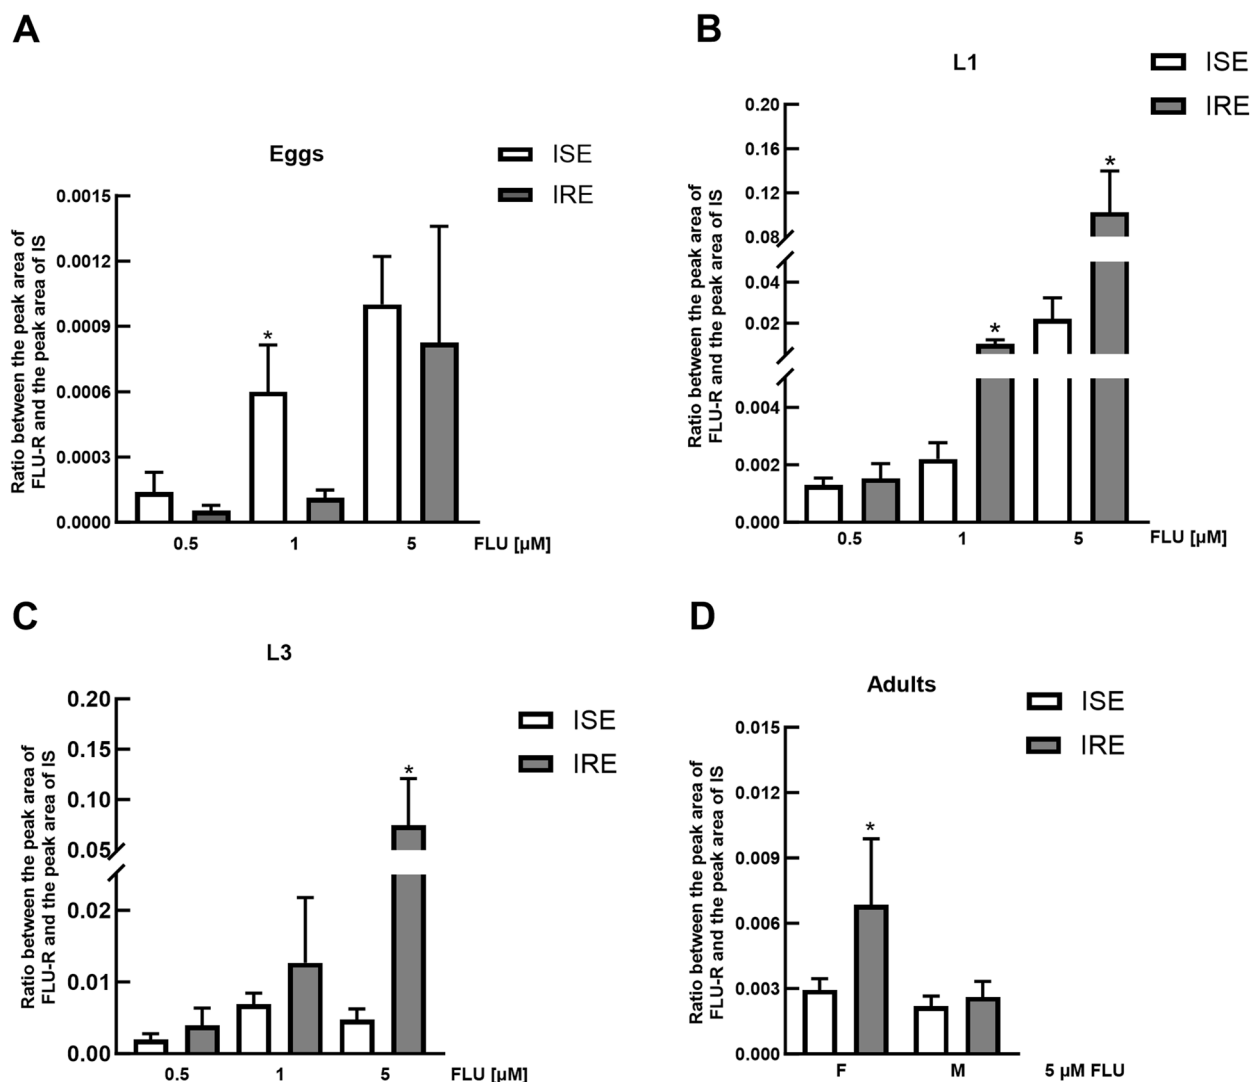 A
Eggs
ISE
IRE
Ratio between the peak area of
FLU-R and the peak area of IS
0.0015
0.0012
0.0009
0.0006
0.0003
0.0000
*
0.5 1 5 FLU [µM]
B
L1
ISE
IRE
Ratio between the peak area of
FLU-R and the peak area of IS
0.20
0.16
0.12
0.08
0.04
0.02
0.004
0.002
0.000
*
*
0.5 1 5 FLU [µM]
C
L3
ISE
IRE
Ratio between the peak area of
FLU-R and the peak area of IS
0.20
0.15
0.10
0.05
0.02
0.01
0.00
*
0.5 1 5 FLU [µM]
D
Adults
ISE
IRE
Ratio between the peak area of
FLU-R and the peak area of IS
0.015
0.012
0.009
0.006
0.003
0.000
*
F M 5 µM FLU